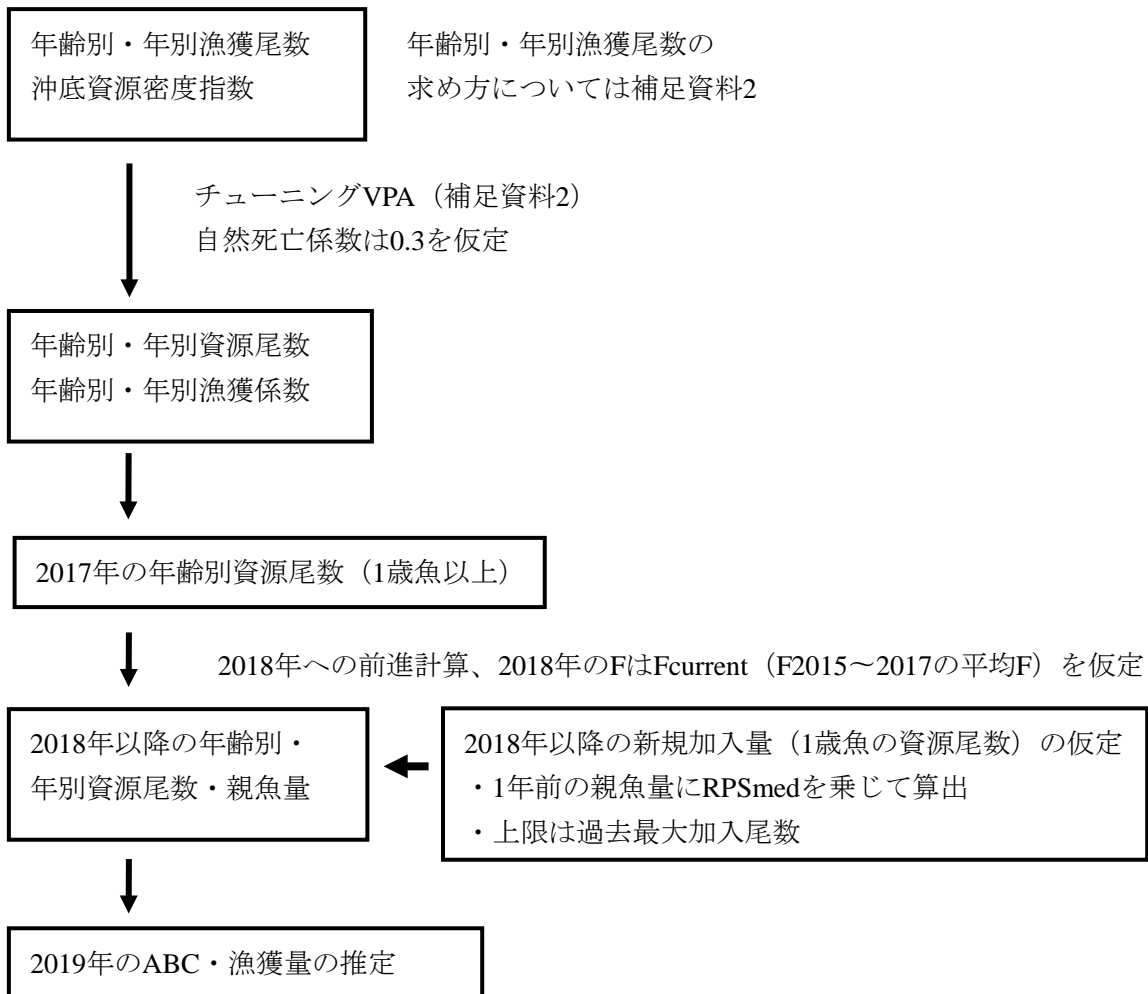 年齢別・年別漁獲尾数
沖底資源密度指数
年齢別・年別漁獲尾数の
求め方については補足資料2
チューニングVPA（補足資料2）
自然死亡係数は0.3を仮定
年齢別・年別資源尾数
年齢別・年別漁獲係数
2017年の年齢別資源尾数（1歳魚以上）
2018年への前進計算、2018年のFはFcurrent（F2015～2017の平均F）を仮定
2018年以降の年齢別・
年別資源尾数・親魚量
2018年以降の新規加入量（1歳魚の資源尾数）の仮定
・1年前の親魚量にRPSmedを乗じて算出
・上限は過去最大加入尾数
2019年のABC・漁獲量の推定